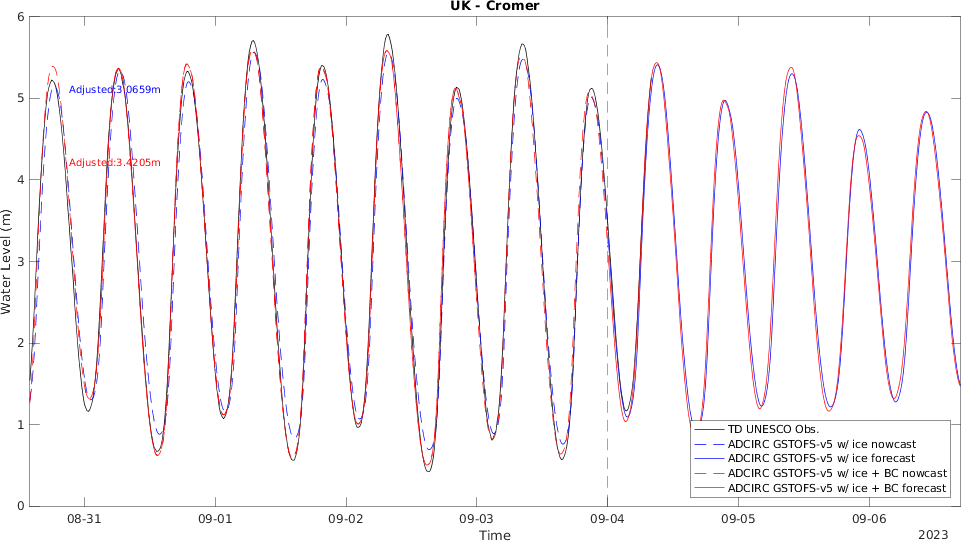 UK - Cromer
6
5
4
3
2
1
0
Water Level (m)
Adjusted:3.0659m
Adjusted:3.4205m
TD UNESCO Obs.
ADCIRC GSTOFS-v5 w/ ice nowcast
ADCIRC GSTOFS-v5 w/ ice forecast
ADCIRC GSTOFS-v5 w/ ice + BC nowcast
ADCIRC GSTOFS-v5 w/ ice + BC forecast
08-31 09-01 09-02 09-03 09-04 09-05 09-06
Time
2023